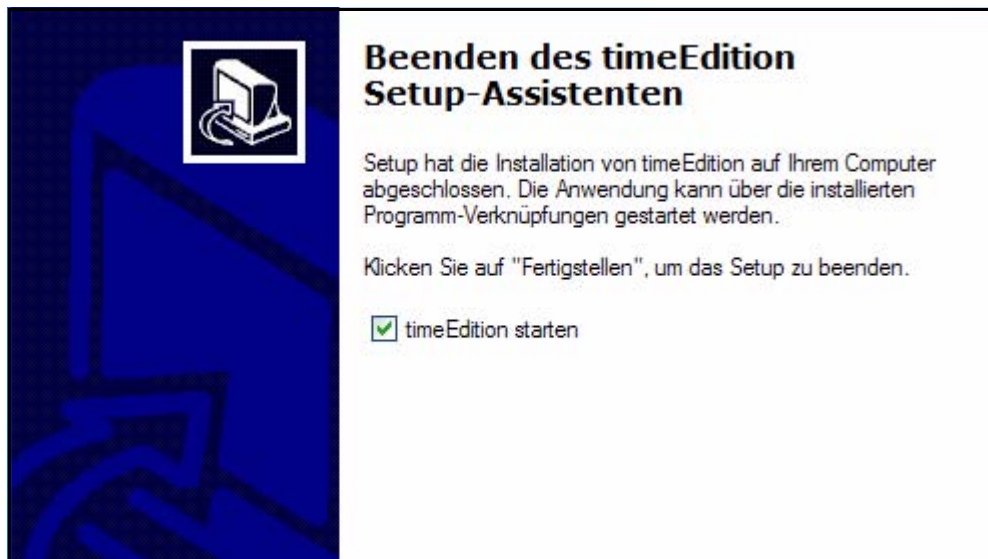 Beenden des timeEdition
Setup-Assistenten
Setup hat die Installation von timeEdition auf Ihrem Computer
abgeschlossen. Die Anwendung kann über die installierten
Programm-Verknüpfungen gestartet werden.
Klicken Sie auf "Fertigstellen", um das Setup zu beenden.
timeEdition starten